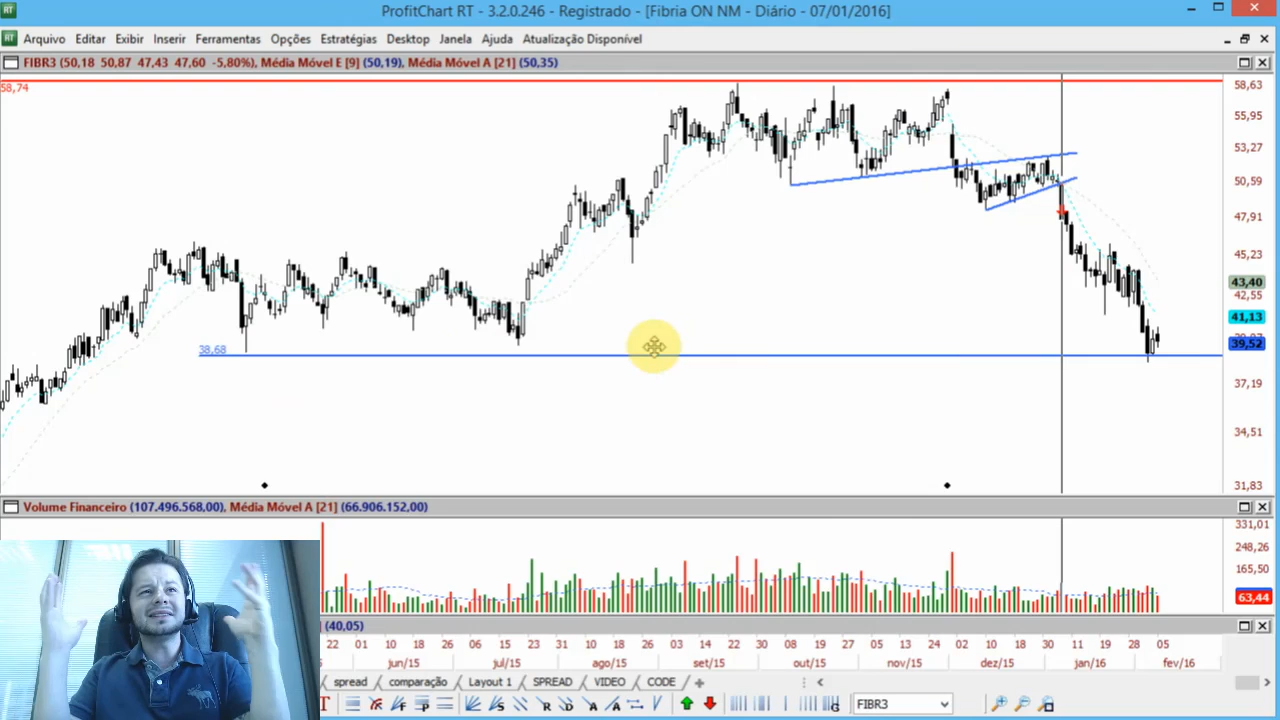 ProfitChart RT - 3.2.0.246 - Registrado - [Fibria ON NM - Diário - 07/01/2016]
RT Arquivo Editar Exibir Inserir Ferramentas Opções Estratégias Desktop Janela Ajuda Atualização Disponível
FIBR3 (50,18 50,87 47,43 47,60 -5,80%), Média Móvel E [9] (50,19), Média Móvel A [21] (50,35)
58,74
58,63
55,95
53,27
50,59
47,91
45,23
43,40
42,55
41,13
39,52
38,68
37,19
34,51
31,83
Volume Financeiro (107.496.568,00), Média Móvel A [21] (66.906.152,00)
331,01
248,26
165,50
63,44
(40,05)
22 01 10 18 26 03 14 22 30 07 18 26 03 14 22 30 08 18 27 05 13 24 02 10 18 30 11 19 28 05
jun/15 jul/15 ago/15 set/15 out/15 nov/15 dez/15 jan/16 fev/16
spread comparação Layout 1 SPREAD VIDEO CODE
FIBR3